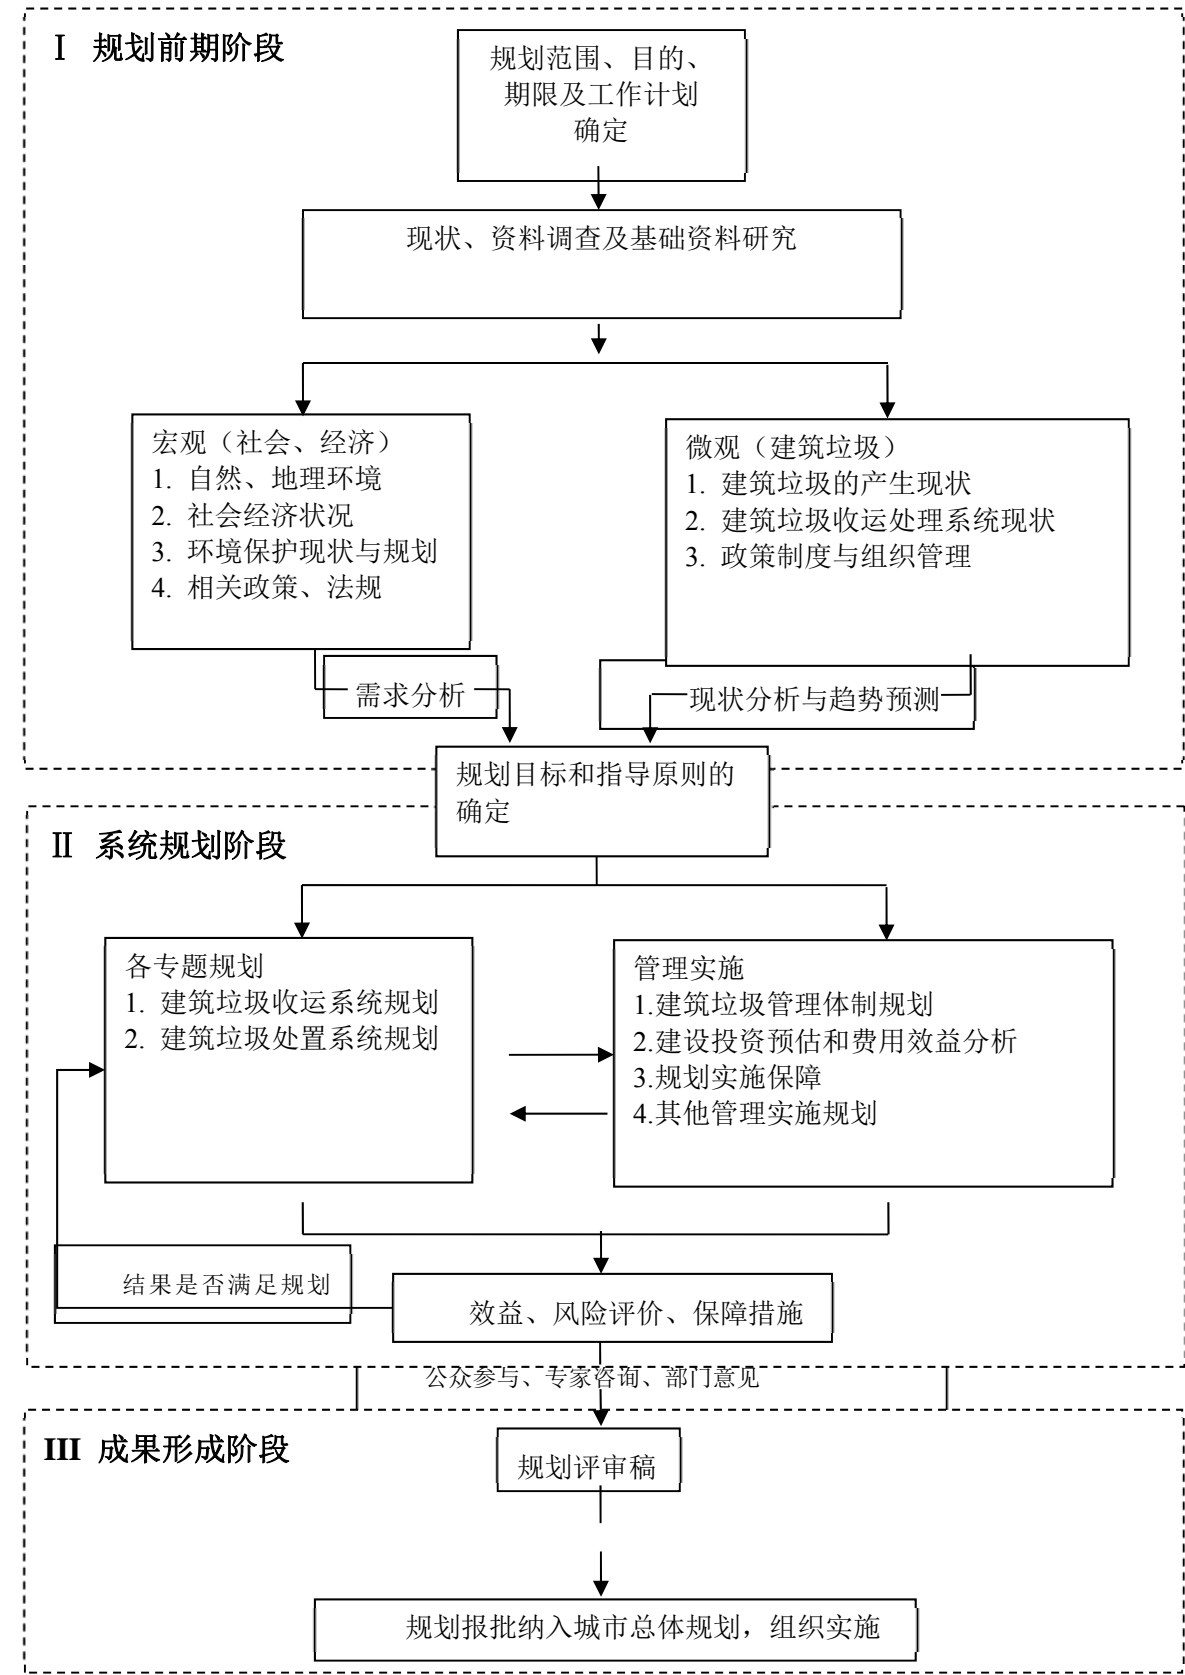 Ⅰ 规划前期阶段
规划范围、目的、
期限及工作计划
确定
现状、资料调查及基础资料研究
宏观（社会、经济）
1. 自然、地理环境
2. 社会经济状况
3. 环境保护现状与规划
4. 相关政策、法规
微观（建筑垃圾）
1. 建筑垃圾的产生现状
2. 建筑垃圾收运处理系统现状
3. 政策制度与组织管理
需求分析
现状分析与趋势预测
规划目标和指导原则的
确定
Ⅱ 系统规划阶段
各专题规划
1. 建筑垃圾收运系统规划
2. 建筑垃圾处置系统规划
管理实施
1.建筑垃圾管理体制规划
2.建设投资预估和费用效益分析
3.规划实施保障
4.其他管理实施规划
结果是否满足规划
效益、风险评价、保障措施
公众参与、专家咨询、部门意见
III 成果形成阶段
规划评审稿
规划报批纳入城市总体规划，组织实施